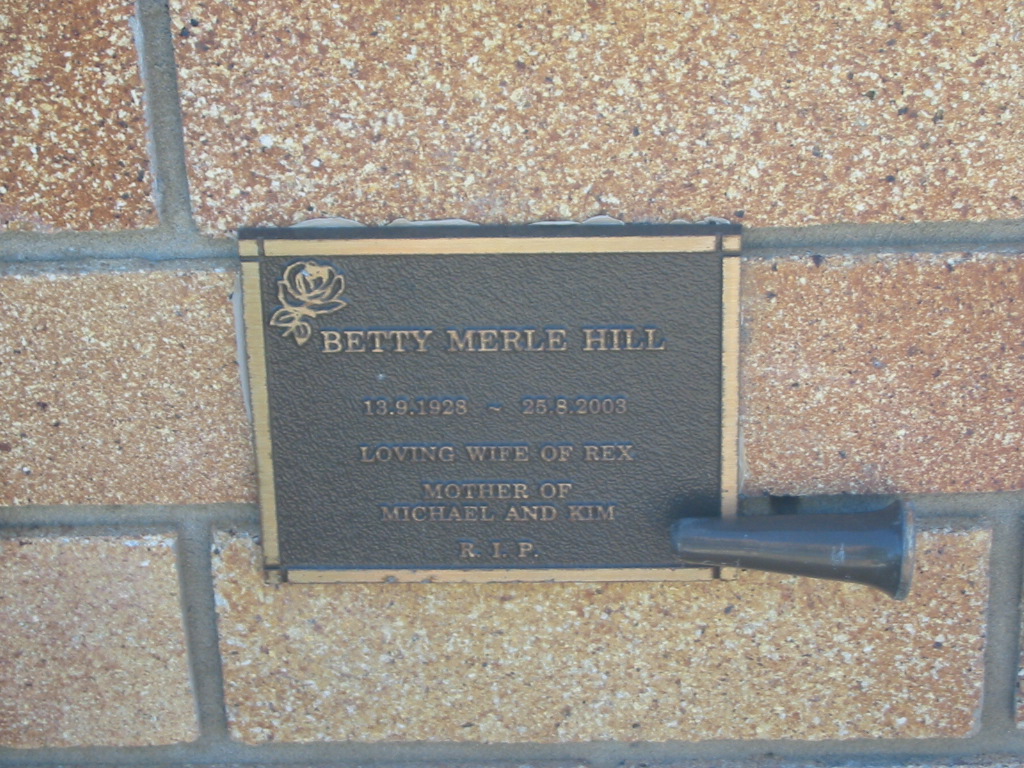 BETTY MERLE HILL
13.9.1928 ~ 25.8.2003
LOVING WIFE OF REX
MOTHER OF
MICHAEL AND KIM
R. I. P.